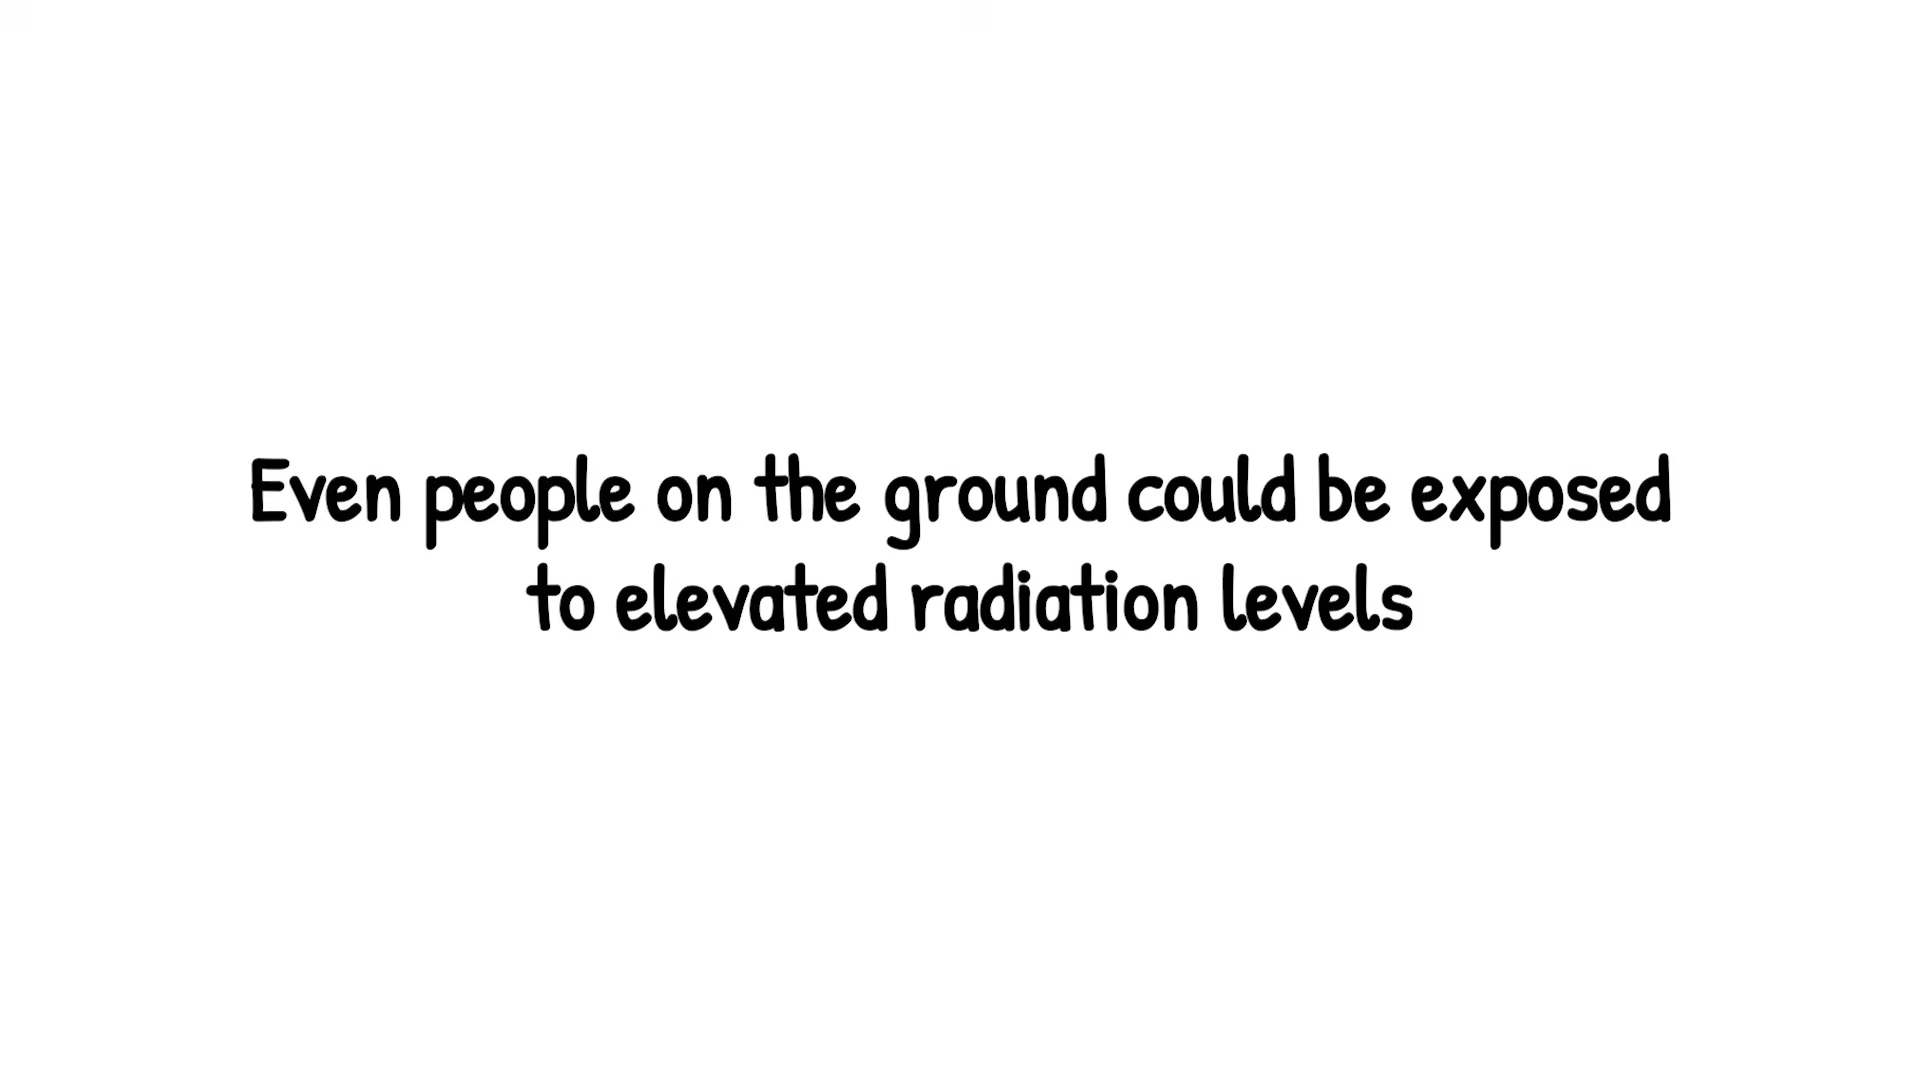 Even people on the ground could be exposed
to elevated radiation levels